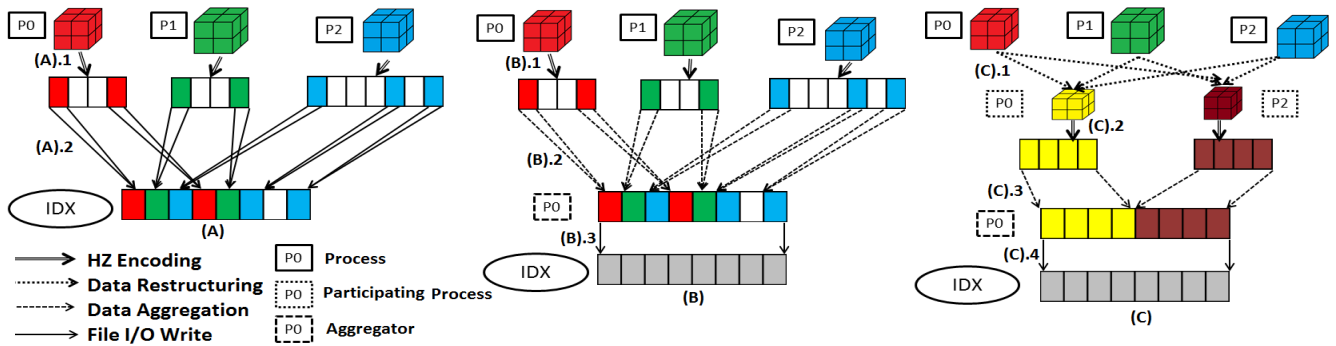 P0
P1
P2
(A).1
(A).2
IDX
(A)
HZ Encoding
Data Restructuring
Data Aggregation
File I/O Write
P0 Process
P0 Participating Process
P0 Aggregator
P0
P1
P2
(B).1
(B).2
P0
(B).3
IDX
(B)
P0
P1
P2
(C).1
P0
P2
(C).2
(C).3
P0
(C).4
IDX
(C)